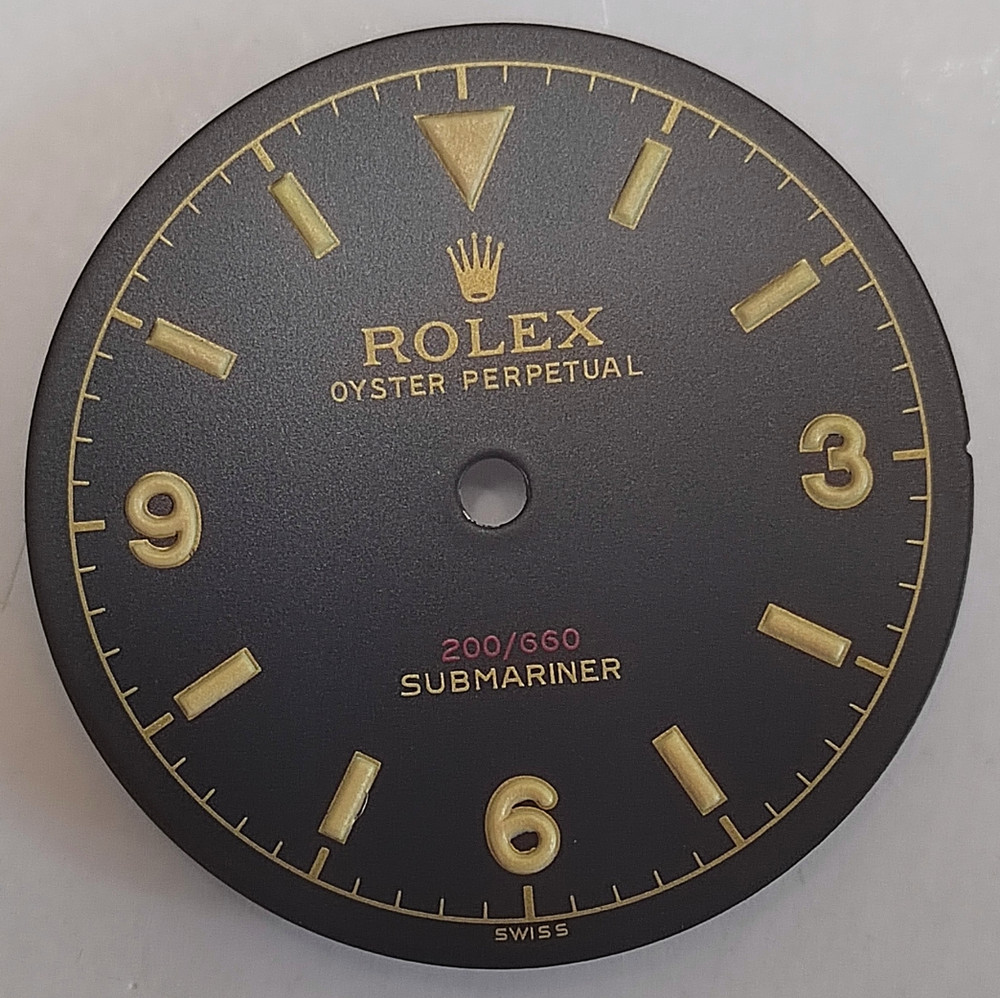 ROLEX
OYSTER PERPETUAL
9 3
200/660
SUBMARINER
6
SWISS